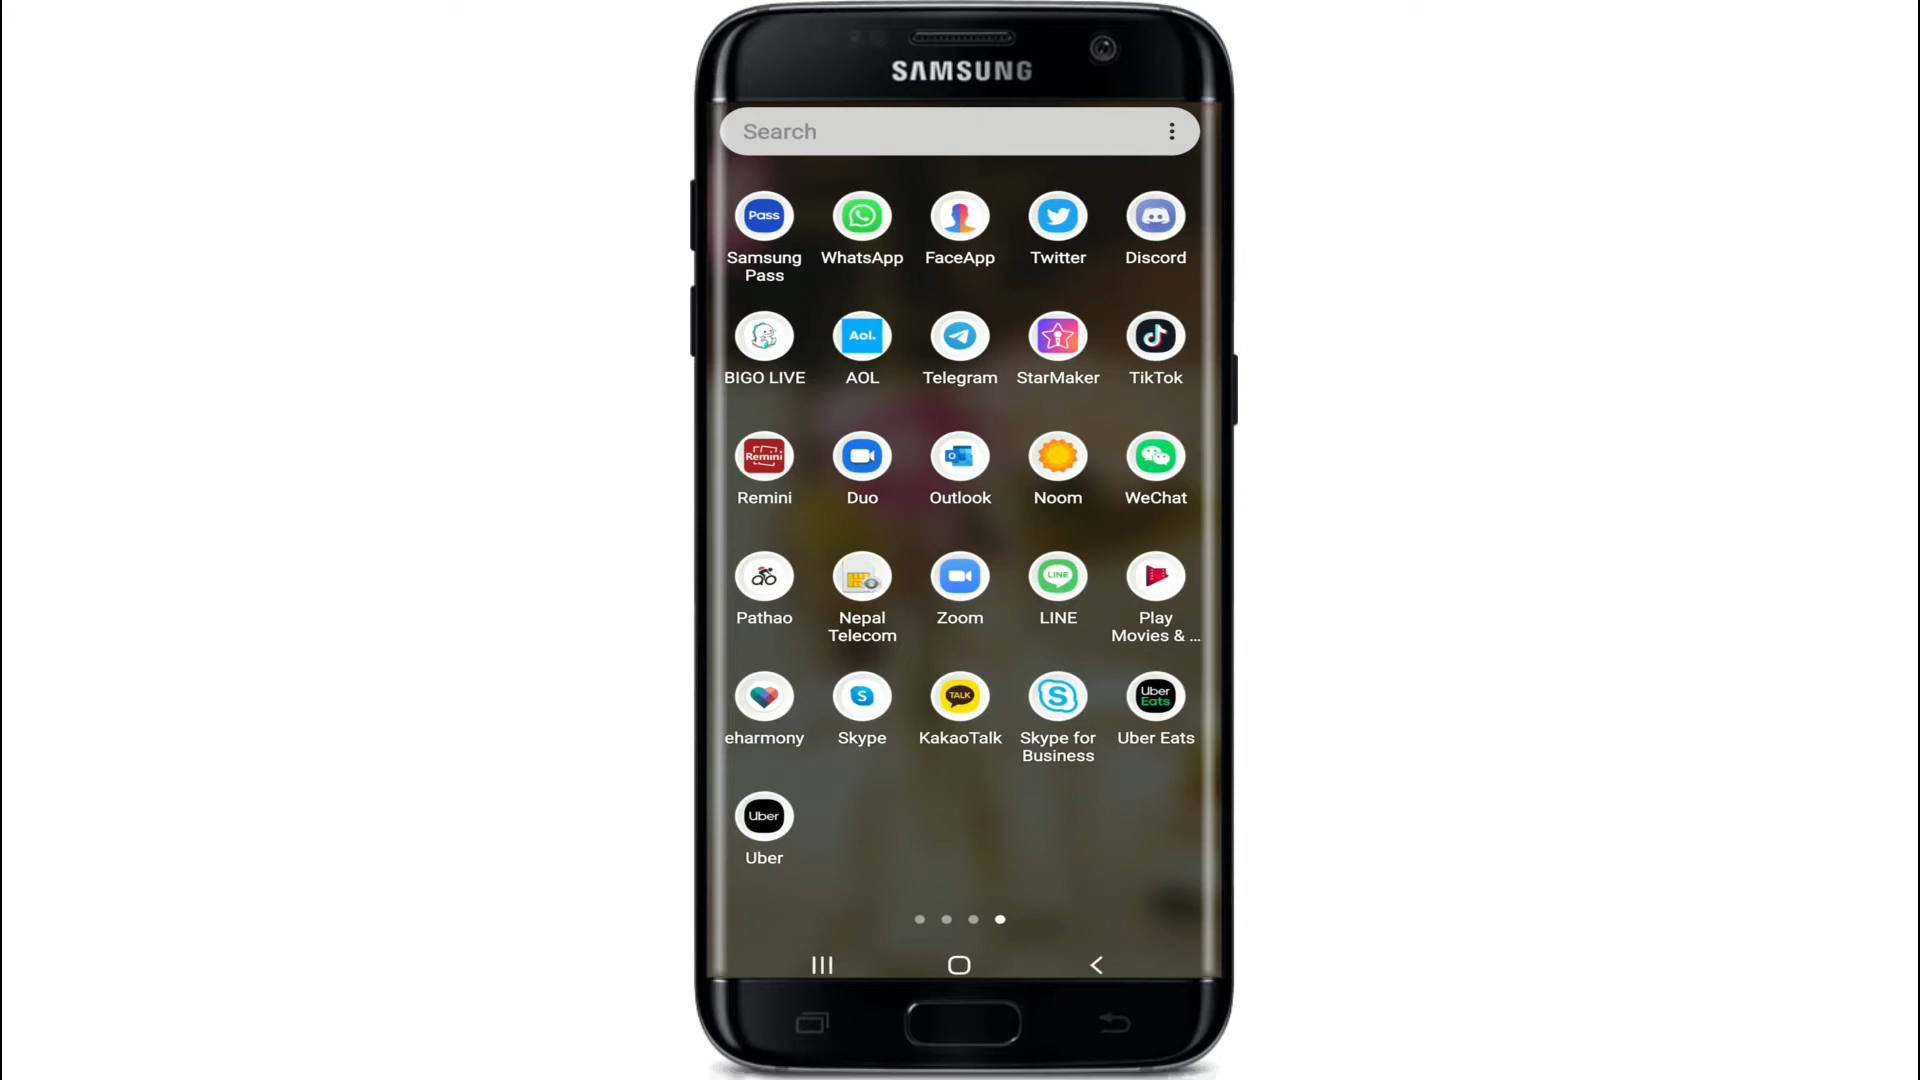 SAMSUNG
Search
Pass
Samsung
Pass
WhatsApp
FaceApp
Twitter
Discord
Aol.
BIGO LIVE
AOL
Telegram
StarMaker
TikTok
Remini
Remini
Duo
Outlook
Noom
WeChat
LINE
Pathao
Nepal
Telecom
Zoom
LINE
Play
Movies & ...
S
TALK
S
Uber
Eats
eharmony
Skype
KakaoTalk
Skype for
Business
Uber Eats
Uber
Uber